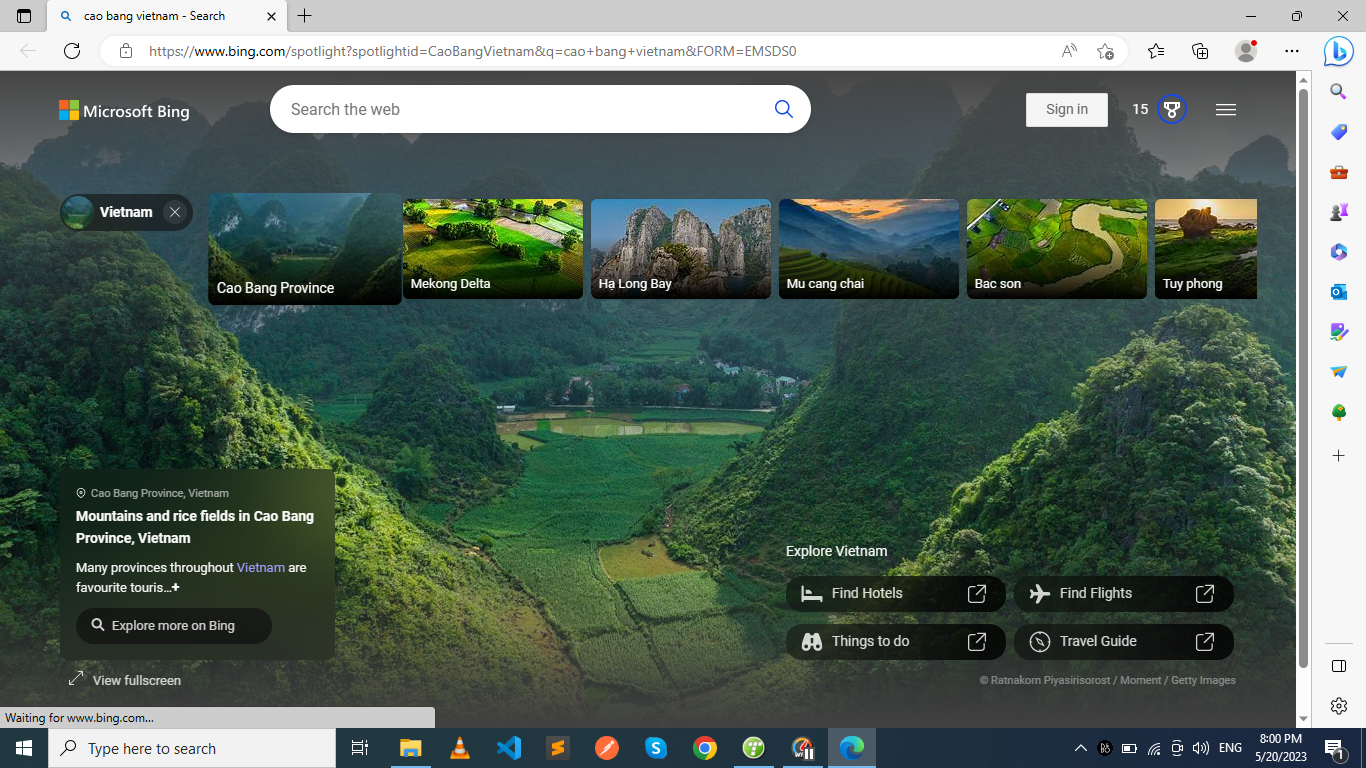 cao bang vietnam - Search
https://www.bing.com/spotlight?spotlightid=CaoBangVietnam&q=cao+bang+vietnam&FORM=EMSDS0
Microsoft Bing
Search the web
Sign in
15
Vietnam
Cao Bang Province
Mekong Delta
Hạ Long Bay
Mu cang chai
Bac son
Tuy phong
Cao Bang Province, Vietnam
Mountains and rice fields in Cao Bang
Province, Vietnam
Many provinces throughout Vietnam are
favourite touris...+
Explore more on Bing
View fullscreen
Explore Vietnam
Find Hotels
Find Flights
Things to do
Travel Guide
© Ratnakorn Piyasirisorost / Moment / Getty Images
Waiting for www.bing.com...
Type here to search
ENG
8:00 PM
5/20/2023
1